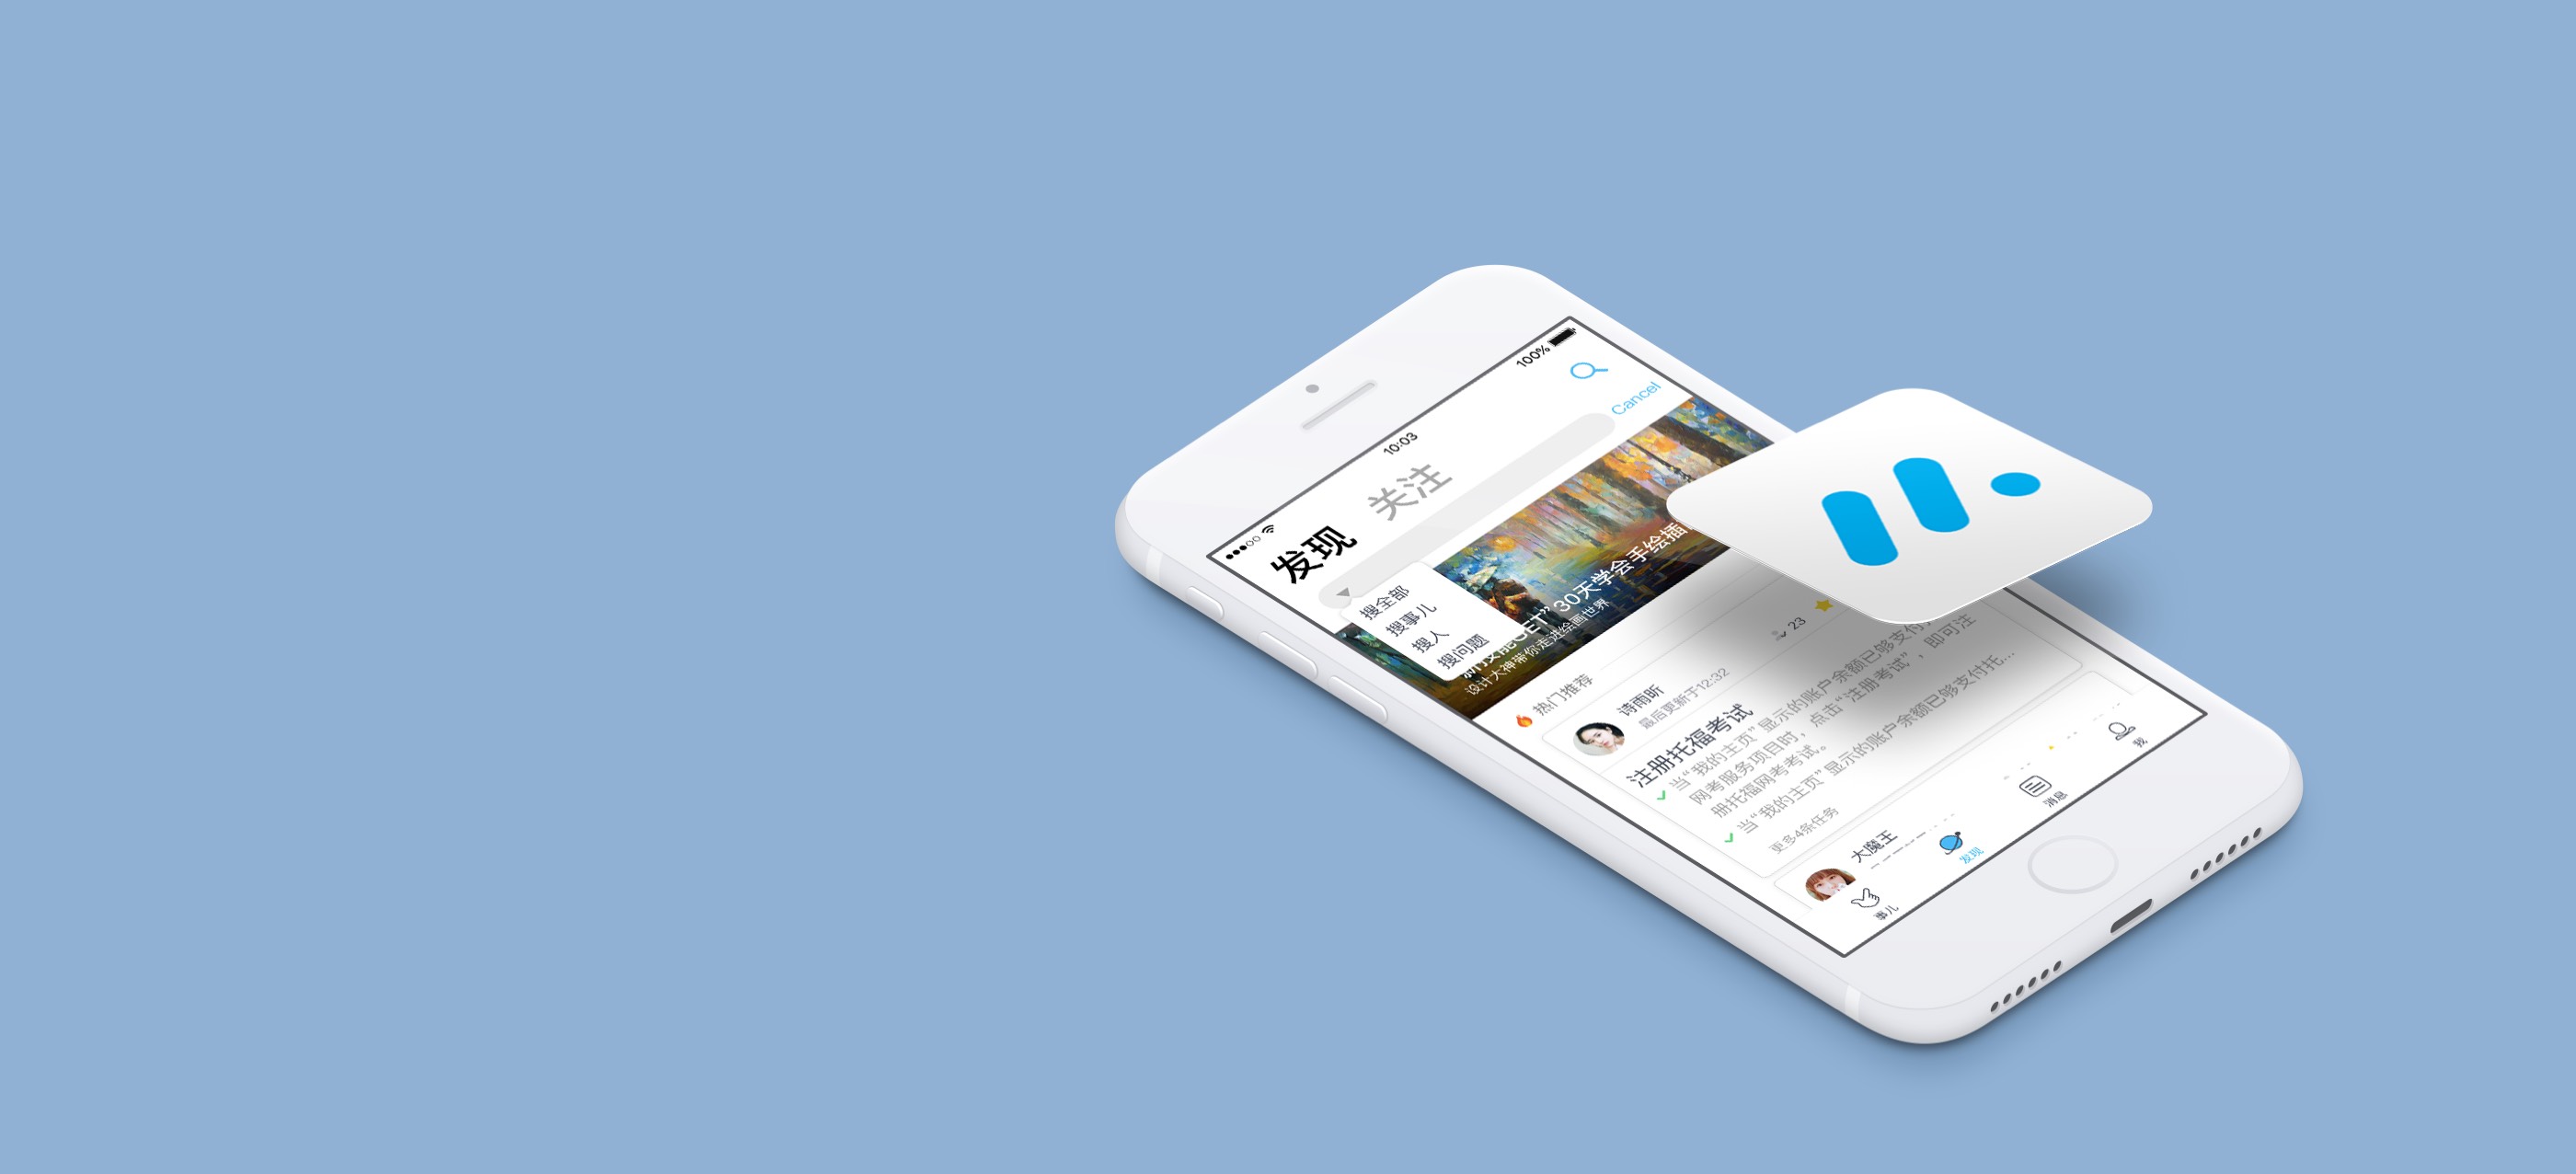 10:03
100%
发现 关注
Cancel
搜全部
搜事儿
搜人
搜问题
30天学会手绘插
设计大神带你走进绘画世界
热门推荐
诗雨昕
最后更新于12:32
23
注册托福考试
当“我的主页”显示的账户余额已够支付
网考服务项目时，点击“注册考试”，即可注
册托福网考考试。
当“我的主页”显示的账户余额已够支付托...
更多4条任务
大魔王
事儿
发现
消息
我